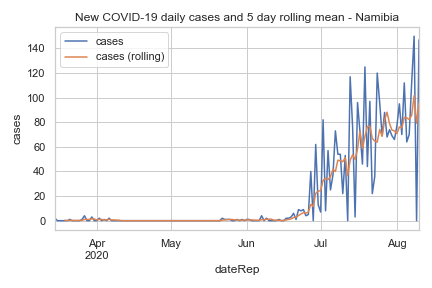 New COVID-19 daily cases and 5 day rolling mean - Namibia
cases
cases (rolling)
cases
140
120
100
80
60
40
20
0
Apr
2020
May
Jun
Jul
Aug
dateRep